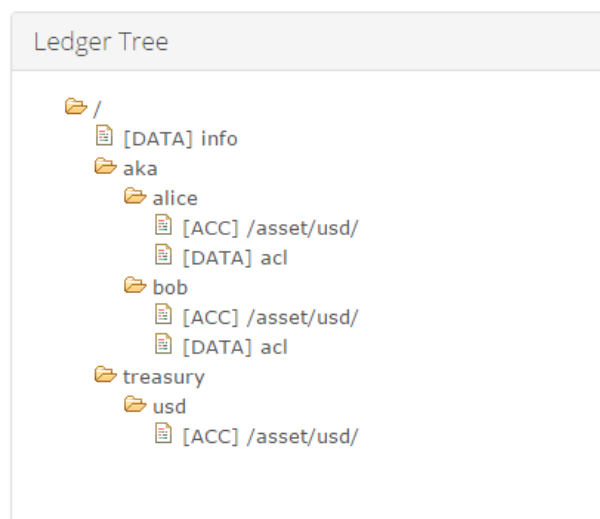 Ledger Tree
/
[DATA] info
aka
alice
[ACC] /asset/usd/
[DATA] acl
bob
[ACC] /asset/usd/
[DATA] acl
treasury
usd
[ACC] /asset/usd/